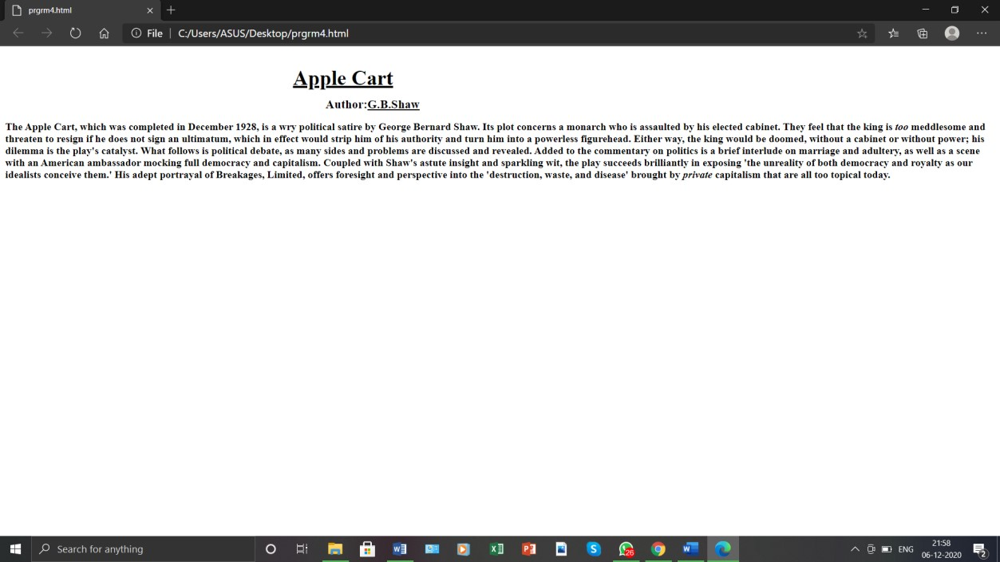 prgrm4.html
File | C:/Users/ASUS/Desktop/prgrm4.html
Apple Cart
Author:G.B.Shaw
The Apple Cart, which was completed in December 1928, is a wry political satire by George Bernard Shaw. Its plot concerns a monarch who is assaulted by his elected cabinet. They feel that the king is too meddlesome and
threaten to resign if he does not sign an ultimatum, which in effect would strip him of his authority and turn him into a powerless figurehead. Either way, the king would be doomed, without a cabinet or without power; his
dilemma is the play's catalyst. What follows is political debate, as many sides and problems are discussed and revealed. Added to the commentary on politics is a brief interlude on marriage and adultery, as well as a scene
with an American ambassador mocking full democracy and capitalism. Coupled with Shaw's astute insight and sparkling wit, the play succeeds brilliantly in exposing 'the unreality of both democracy and royalty as our
idealists conceive them.' His adept portrayal of Breakages, Limited, offers foresight and perspective into the 'destruction, waste, and disease' brought by private capitalism that are all too topical today.
Search for anything
26
ENG
21:58
06-12-2020
2